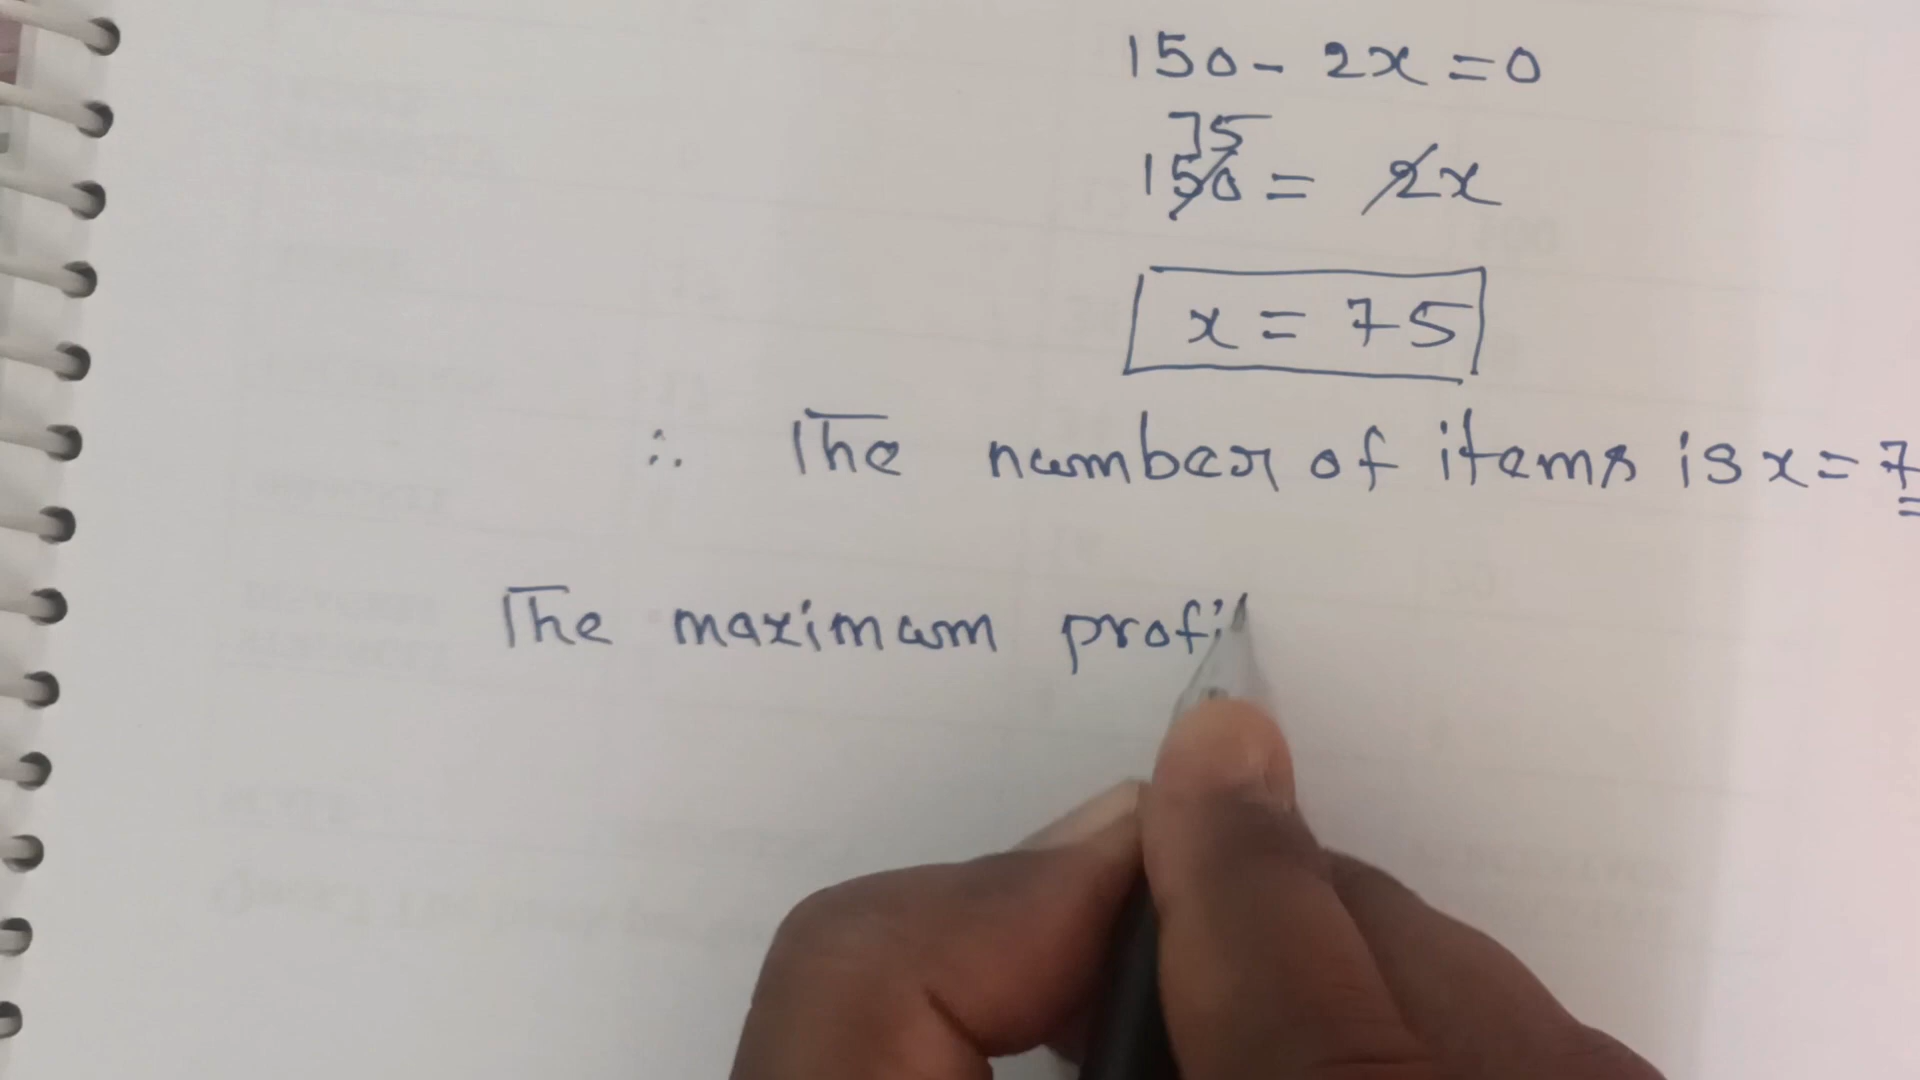 150 - 2x = 0
75
150 = 2x
x = 75
∴ The number of items is x = 7
The maximum profi